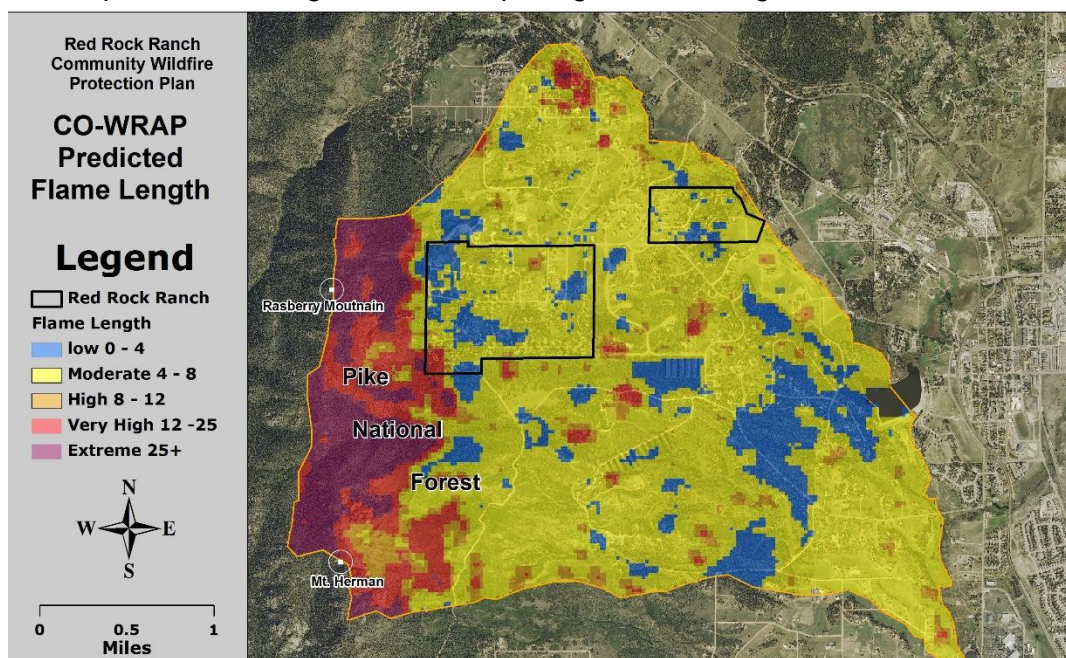 Red Rock Ranch
Community Wildfire
Protection Plan
CO-WRAP
Predicted
Flame Length
Legend
Red Rock Ranch
Flame Length
low 0 - 4
Moderate 4 - 8
High 8 - 12
Very High 12 -25
Extreme 25+
N
W E
S
0 0.5 1
Miles
Rasberry Moutnain
Pike
National
Forest
Mt. Herman